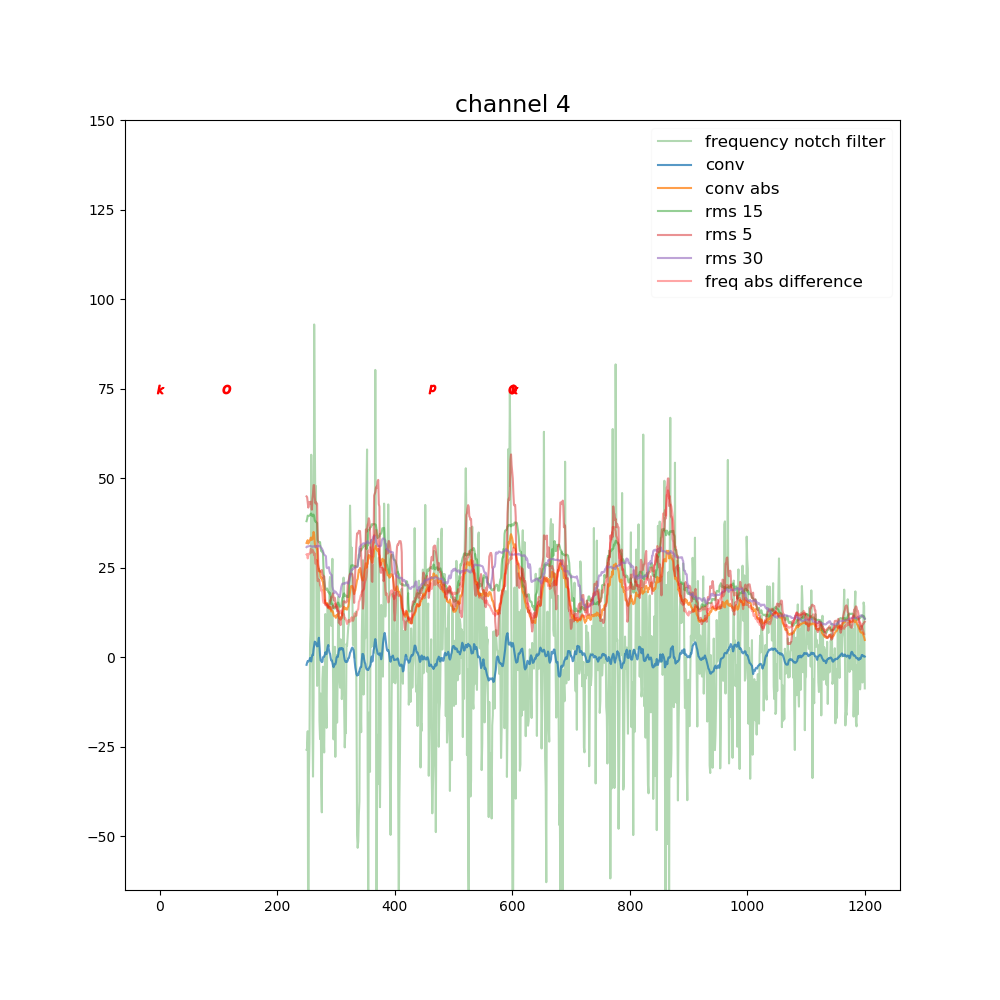 channel 4
150
frequency notch filter
conv
conv abs
rms 15
rms 5
rms 30
freq abs difference
125
100
75
k
o
p
50
25
0
−25
−50
0 200 400 600 800 1000 1200